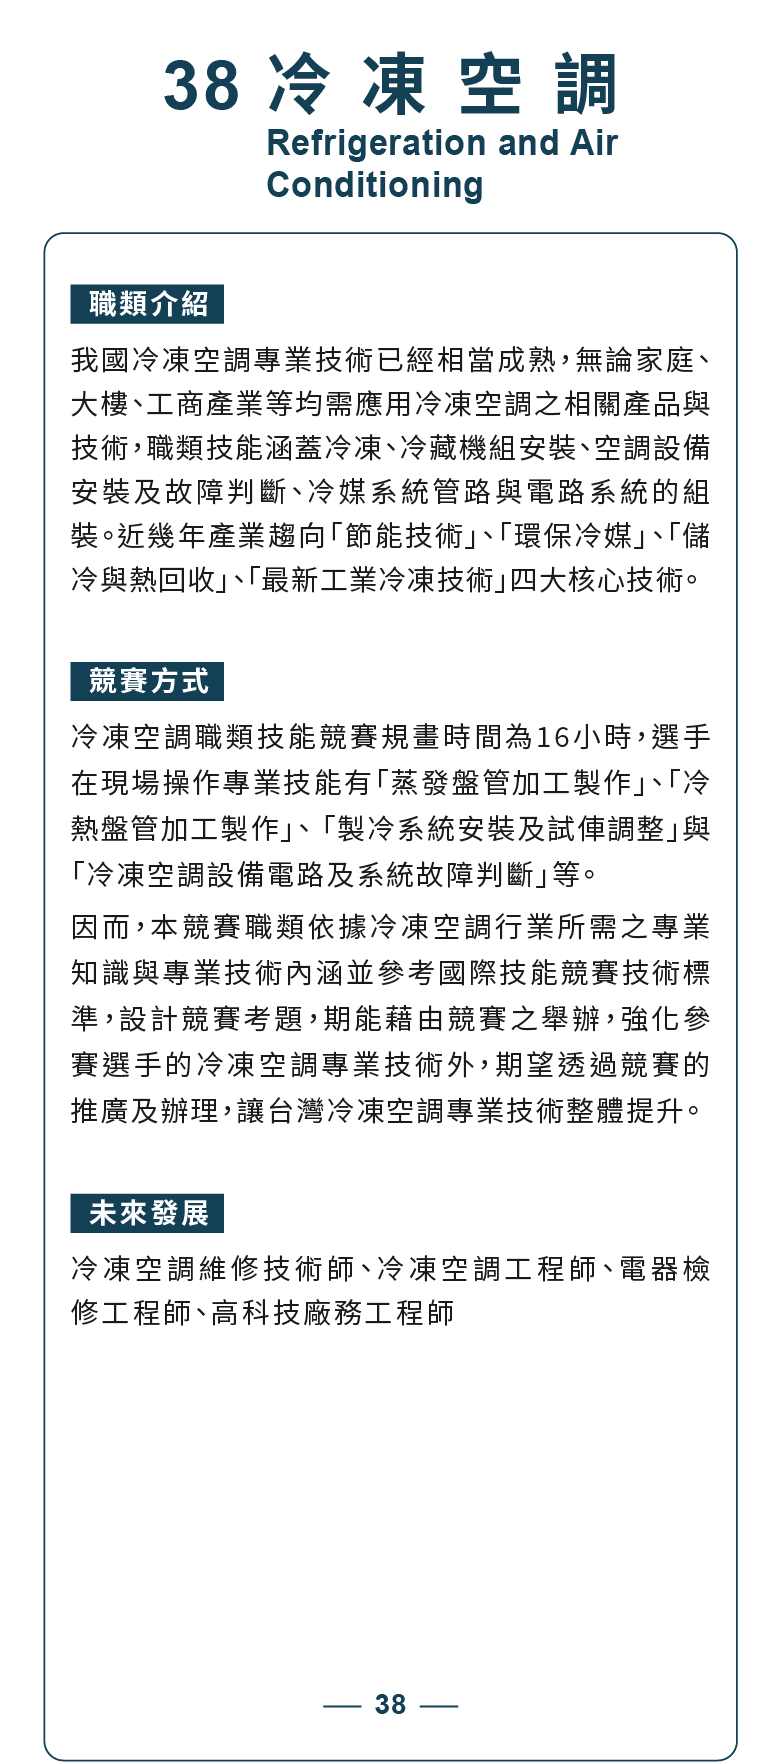 38 冷凍空調
Refrigeration and Air
Conditioning
職類介紹
我國冷凍空調專業技術已經相當成熟，無論家庭、
大樓、工商產業等均需應用冷凍空調之相關產品與
技術，職類技能涵蓋冷凍、冷藏機組安裝、空調設備
安裝及故障判斷、冷媒系統管路與電路系統的組
裝。近幾年產業趨向「節能技術」、「環保冷媒」、「儲
冷與熱回收」、「最新工業冷凍技術」四大核心技術。
競賽方式
冷凍空調職類技能競賽規畫時間為16小時，選手
在現場操作專業技能有「蒸發盤管加工製作」、「冷
熱盤管加工製作」、「製冷系統安裝及試俥調整」與
「冷凍空調設備電路及系統故障判斷」等。
因而，本競賽職類依據冷凍空調行業所需之專業
知識與專業技術內涵並參考國際技能競賽技術標
準，設計競賽考題，期能藉由競賽之舉辦，強化參
賽選手的冷凍空調專業技術外，期望透過競賽的
推廣及辦理，讓台灣冷凍空調專業技術整體提升。
未來發展
冷凍空調維修技術師、冷凍空調工程師、電器檢
修工程師、高科技廠務工程師
38